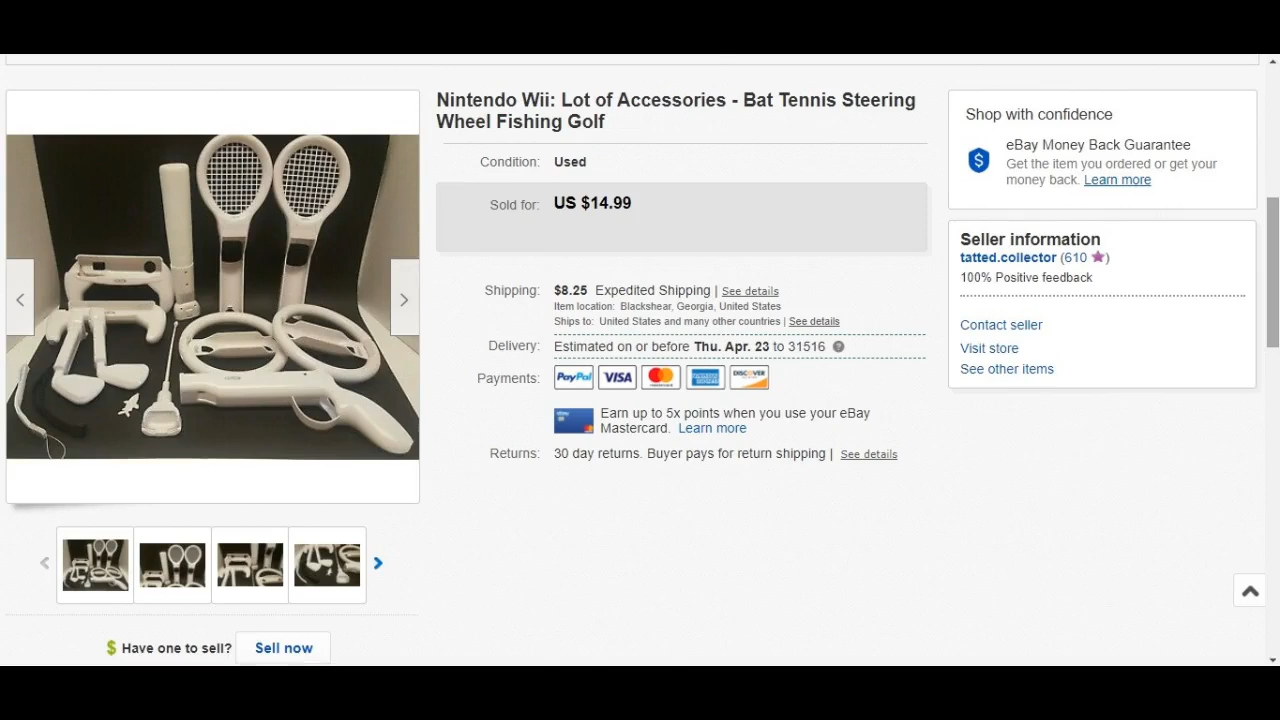 Nintendo Wii: Lot of Accessories - Bat Tennis Steering
Wheel Fishing Golf
Condition: Used
Sold for: US $14.99
Shipping: $8.25 Expedited Shipping | See details
Item location: Blackshear, Georgia, United States
Ships to: United States and many other countries | See details
Delivery: Estimated on or before Thu. Apr. 23 to 31516
Payments: PayPal VISA mastercard AMERICAN EXPRESS DISCOVER
Earn up to 5x points when you use your eBay
Mastercard. Learn more
Returns: 30 day returns. Buyer pays for return shipping | See details
Shop with confidence
eBay Money Back Guarantee
Get the item you ordered or get your
money back. Learn more
Seller information
tatted.collector (610)
100% Positive feedback
Contact seller
Visit store
See other items
$ Have one to sell? Sell now